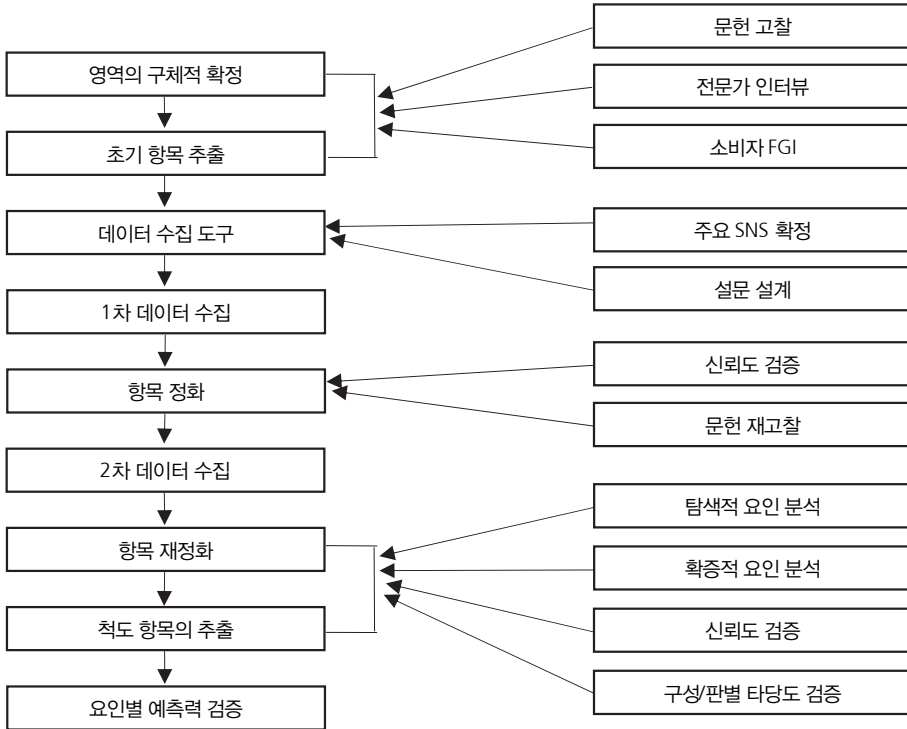 문헌 고찰
영역의 구체적 확정
전문가 인터뷰
초기 항목 추출
소비자 FGI
데이터 수집 도구
주요 SNS 확정
설문 설계
1차 데이터 수집
신뢰도 검증
항목 정화
문헌 재고찰
2차 데이터 수집
탐색적 요인 분석
항목 재정화
확증적 요인 분석
척도 항목의 추출
신뢰도 검증
구성/판별 타당도 검증
요인별 예측력 검증